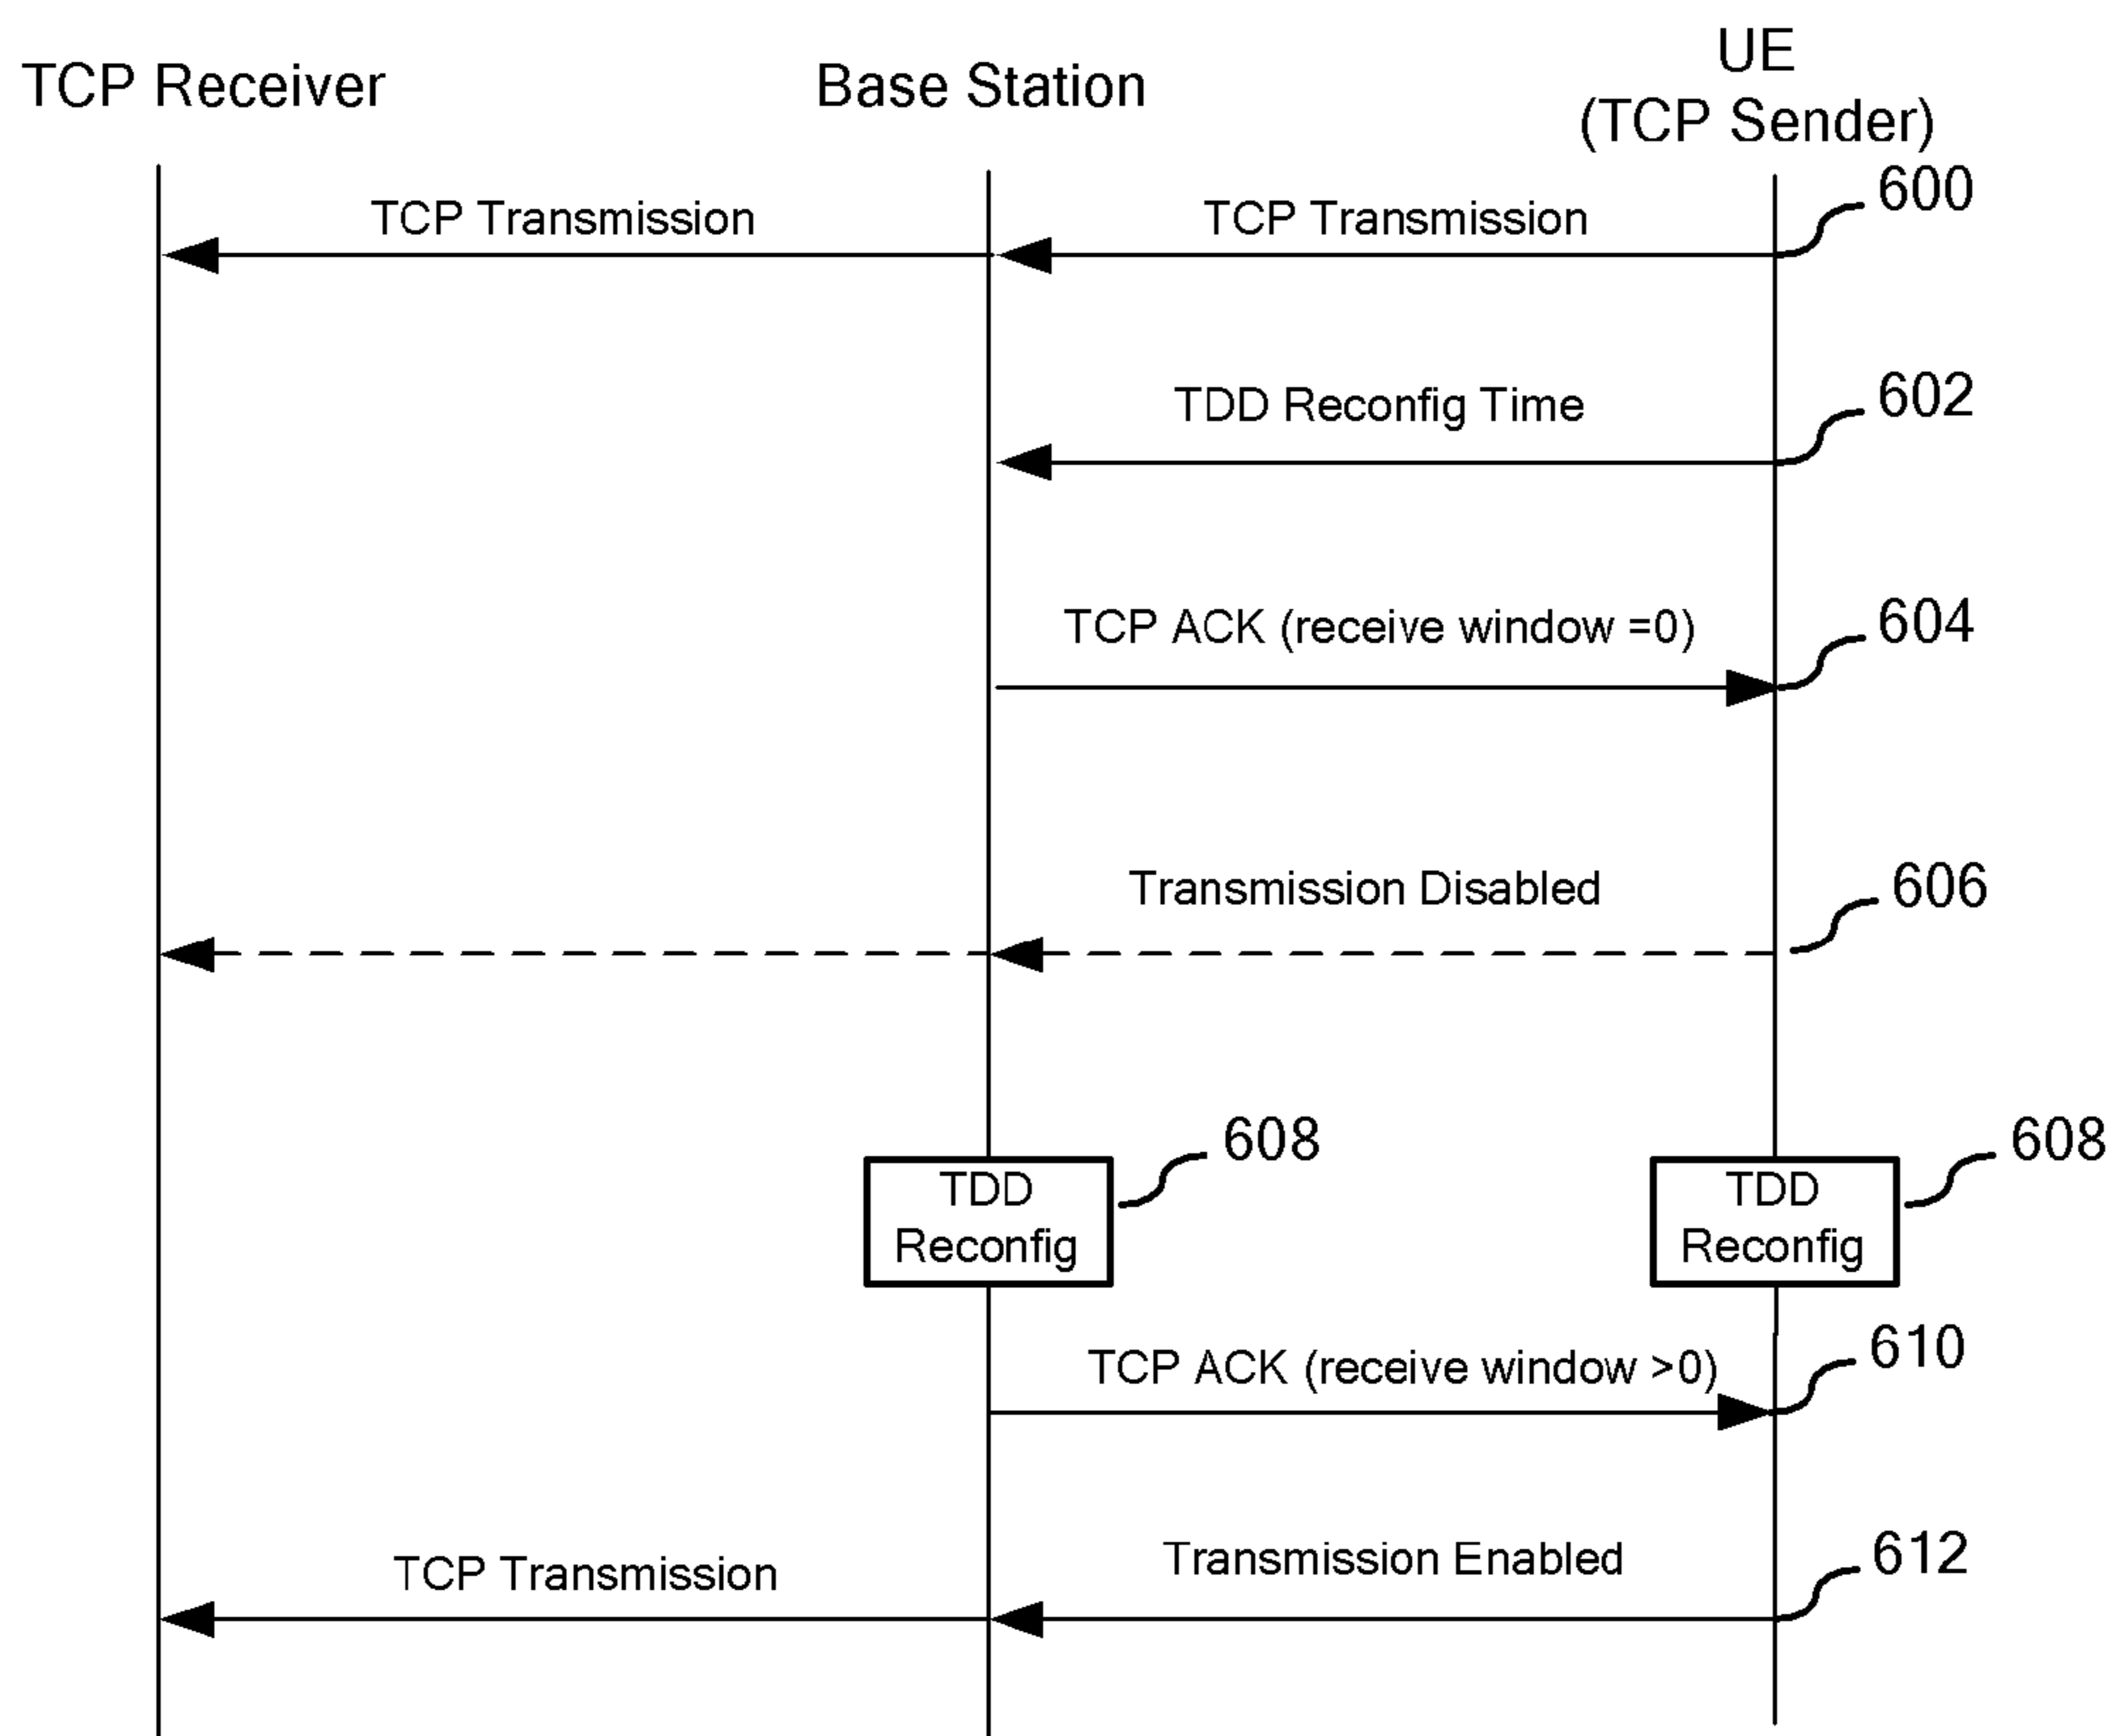 TCP Receiver
Base Station
UE
(TCP Sender)
600
TCP Transmission
TCP Transmission
602
TDD Reconfig Time
604
TCP ACK (receive window =0)
606
Transmission Disabled
608
608
TDD
Reconfig
TDD
Reconfig
610
TCP ACK (receive window >0)
612
TCP Transmission
Transmission Enabled